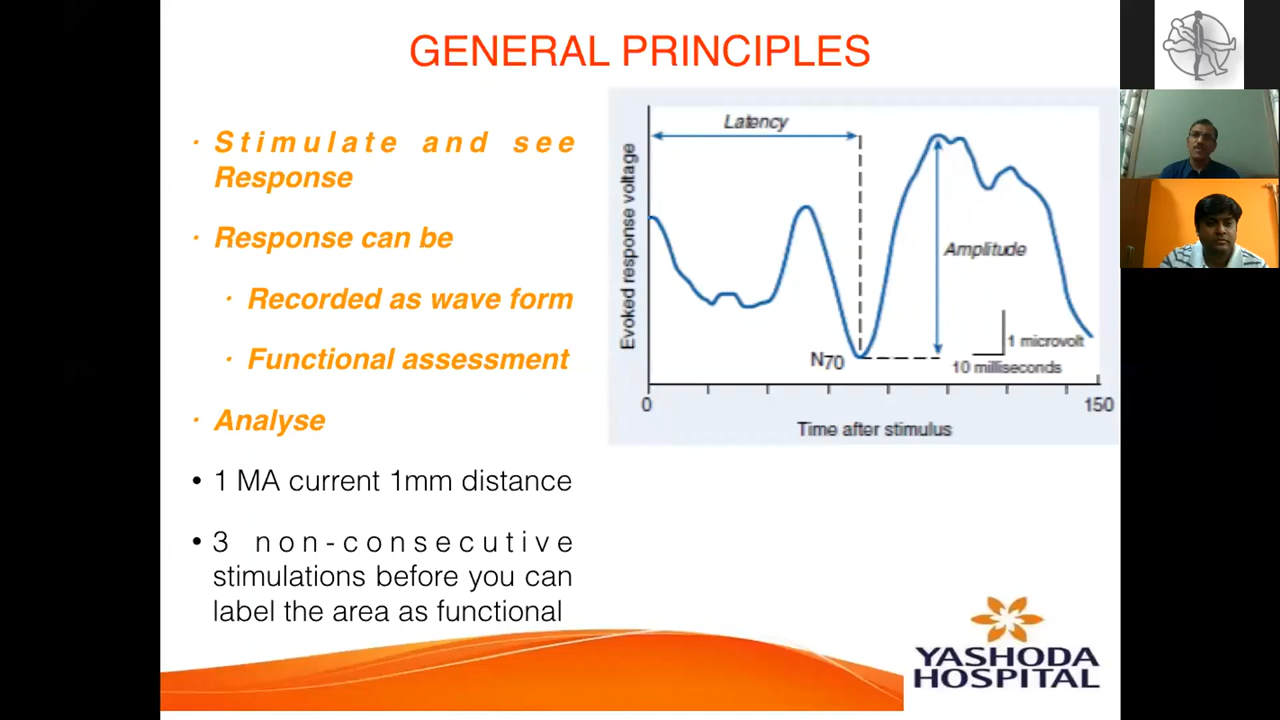 GENERAL PRINCIPLES
· Stimulate and see
Response
· Response can be
· Recorded as wave form
· Functional assessment
· Analyse
• 1 MA current 1mm distance
• 3 non-consecutive
stimulations before you can
label the area as functional
Evoked response voltage
Latency
Amplitude
N70
1 microvolt
10 milliseconds
0
150
Time after stimulus
YASHODA
HOSPITAL